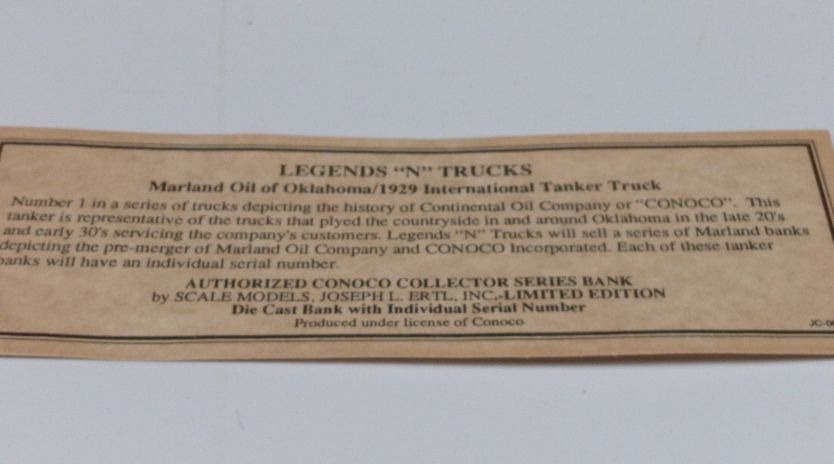 LEGENDS "N" TRUCKS
Marland Oil of Oklahoma/1929 International Tanker Truck
Number 1 in a series of trucks depicting the history of Continental Oil Company or "CONOCO". This
tanker is representative of the trucks that plyed the countryside in and around Oklahoma in the late 20's
and early 30's servicing the company's customers. Legends "N" Trucks will sell a series of Marland banks
depicting the pre-merger of Marland Oil Company and CONOCO Incorporated. Each of these tanker
banks will have an individual serial number.
AUTHORIZED CONOCO COLLECTOR SERIES BANK
by SCALE MODELS, JOSEPH L. ERTL, INC.-LIMITED EDITION
Die Cast Bank with Individual Serial Number
Produced under license of Conoco